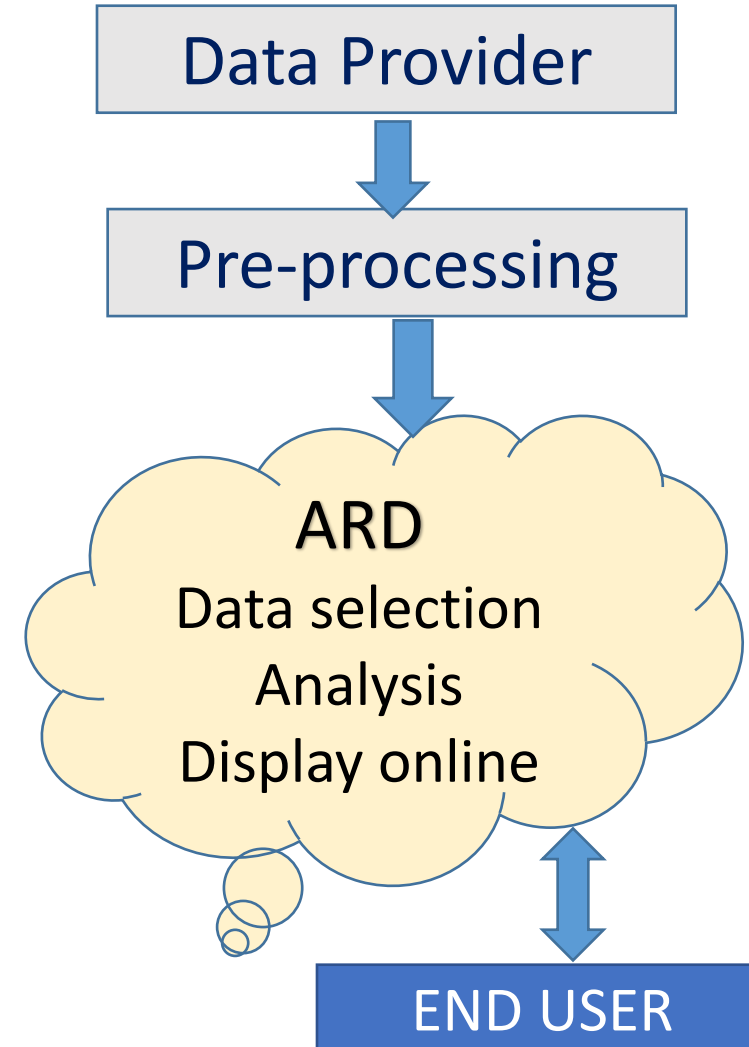 Data Provider
Pre-processing
ARD
Data selection
Analysis
Display online
END USER